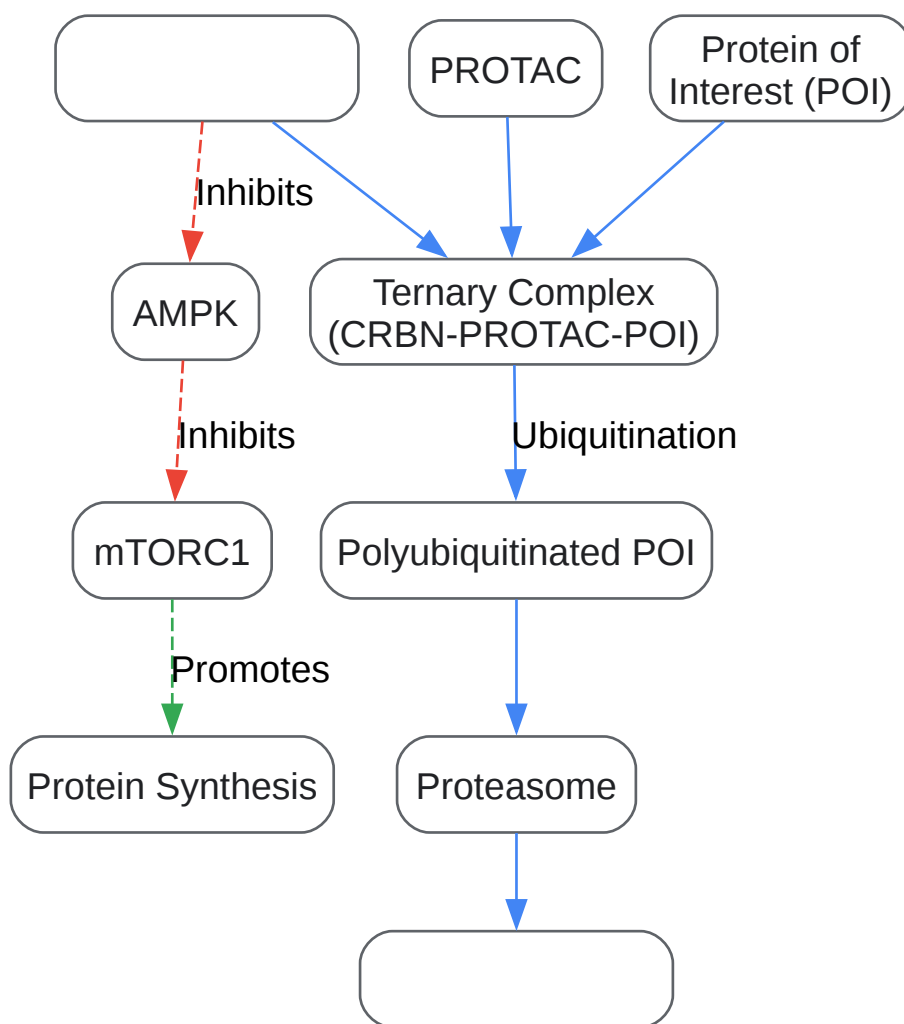 PROTAC
Protein of
Interest (POI)
Inhibits
AMPK
Ternary Complex
(CRBN-PROTAC-POI)
Inhibits
Ubiquitination
mTORC1
Polyubiquitinated POI
Promotes
Protein Synthesis
Proteasome